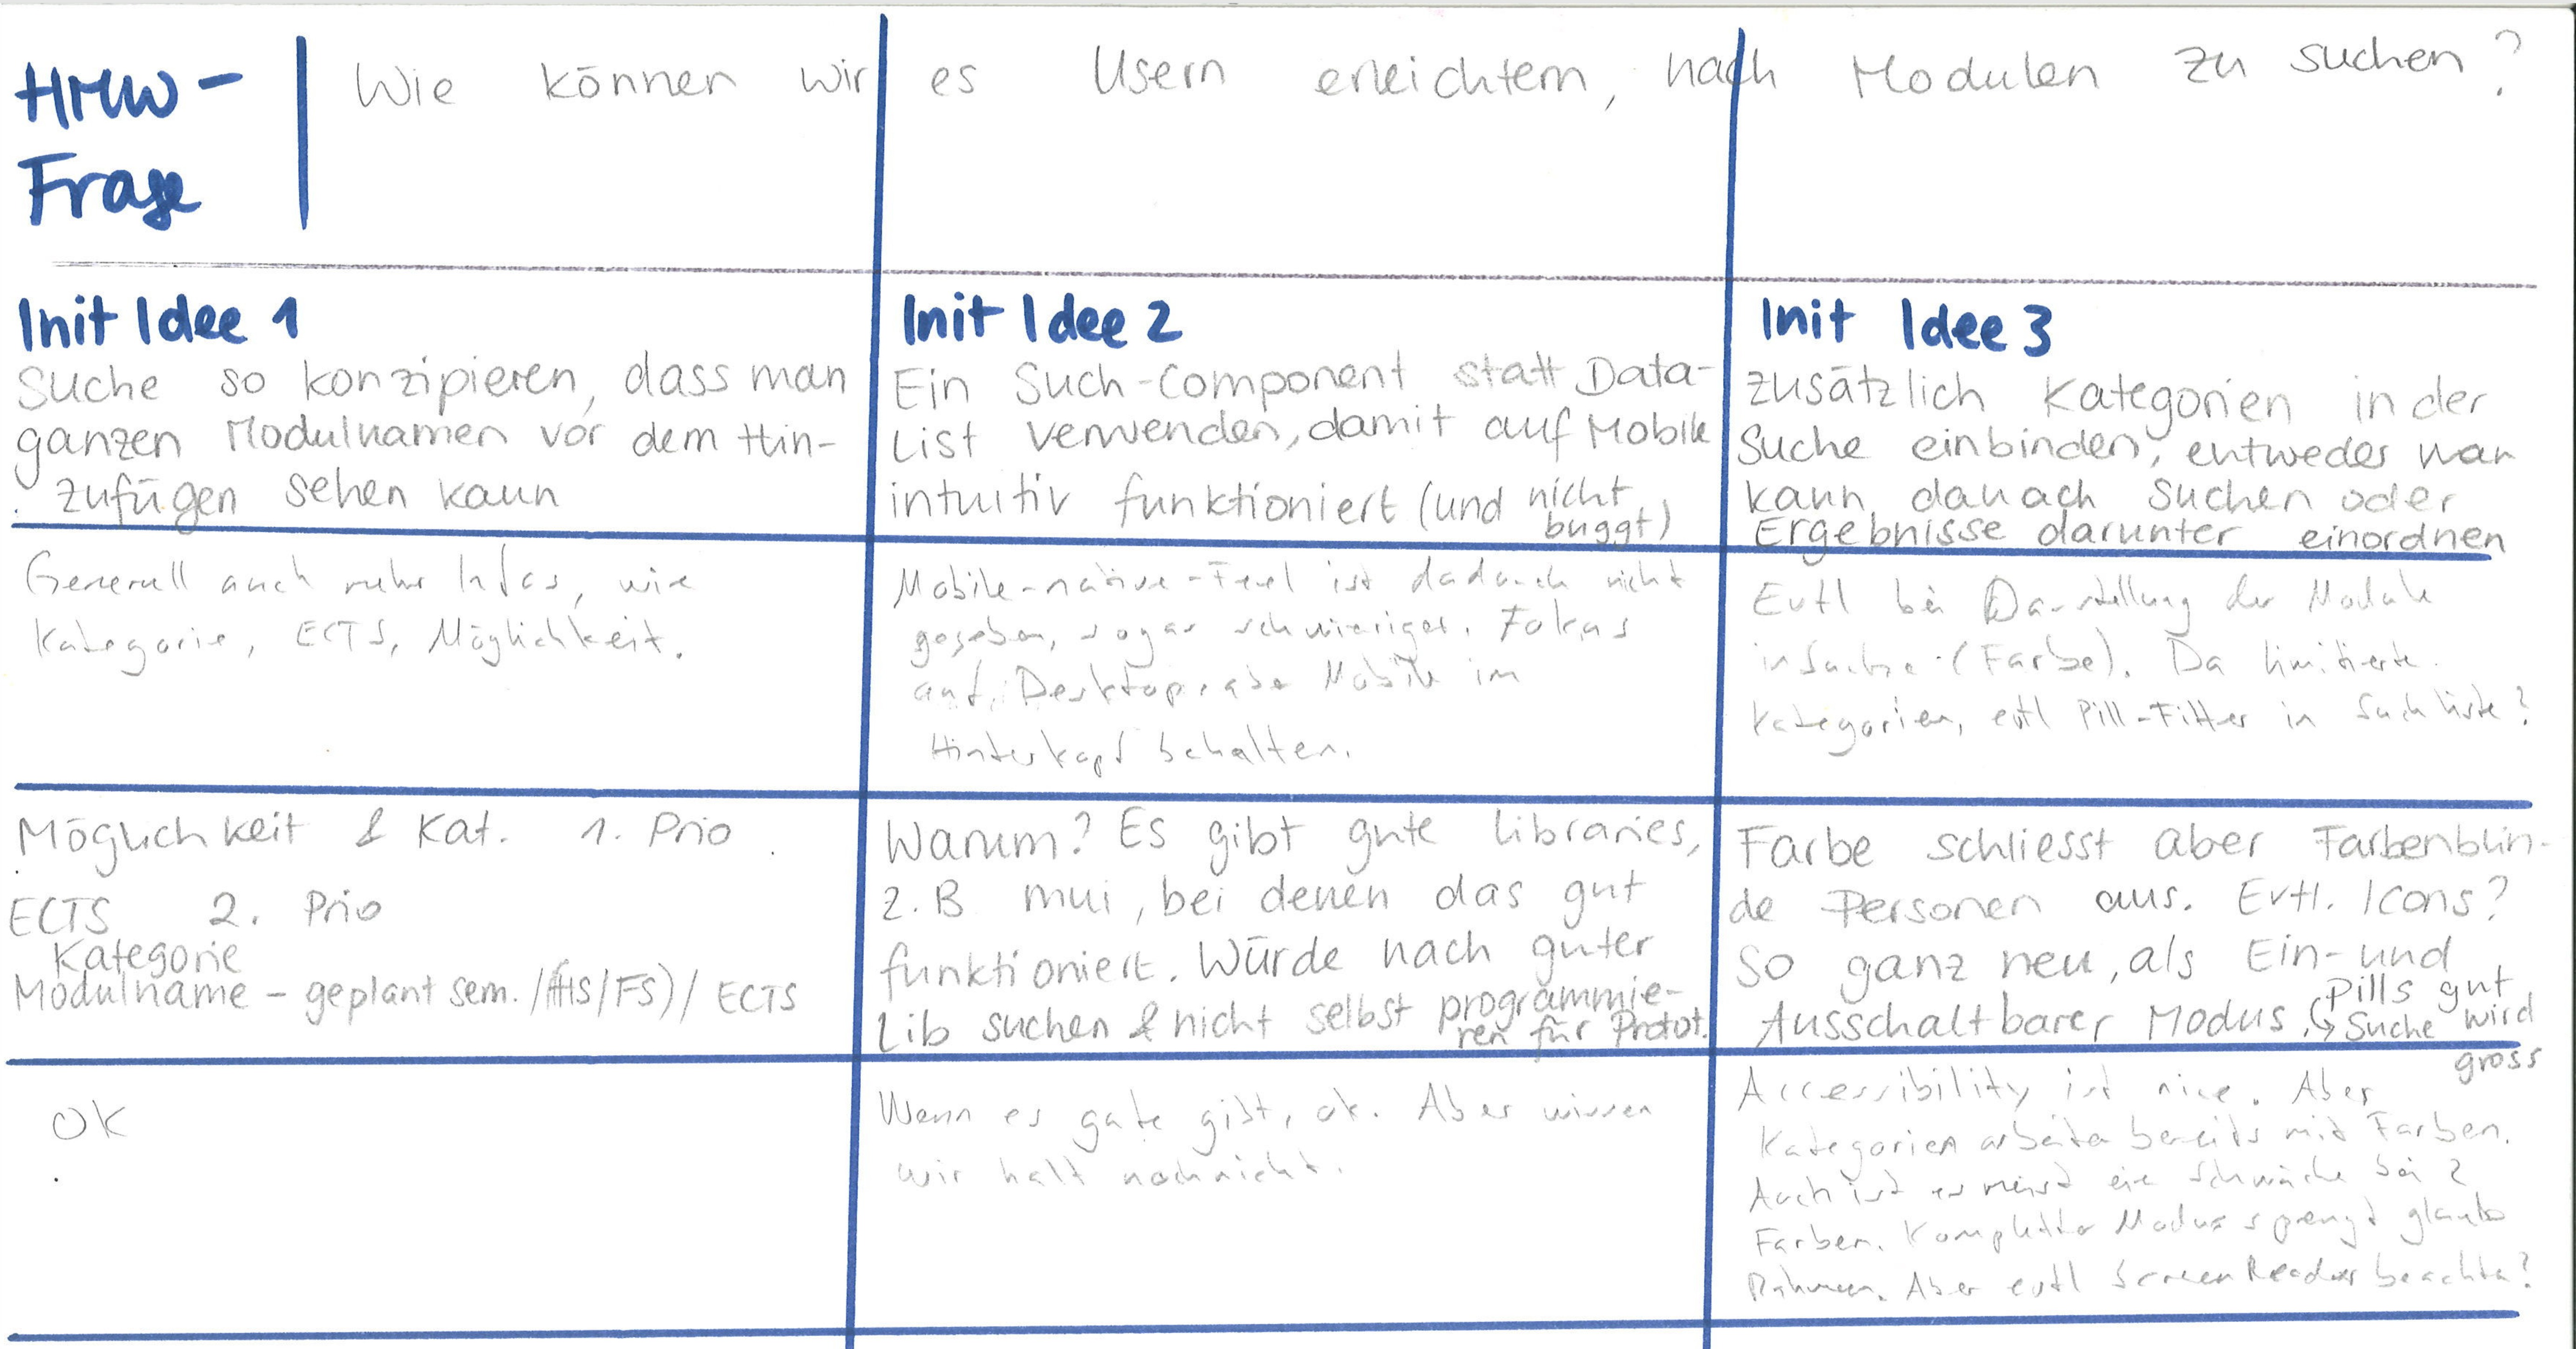 HMW-
Frage
Wie können wir es Usern erleichtern, nach Modulen zu suchen?
Init Idee 1
Suche so konzipieren, dass man
ganzen Modulnamen vor dem Hin-
zufügen sehen kann
Init Idee 2
Ein Such-Component statt Data-
List verwenden, damit auf Mobile
intuitiv funktioniert (und nicht
buggt)
Init Idee 3
zusätzlich Kategorien in der
Suche einbinden, entweder man
kann danach suchen oder
Ergebnisse darunter einordnen
Generell auch mehr Infos, wie
Kategorie, ECTS, Möglichkeit.
Mobile-native-Feel ist dadurch nicht
gegeben, sogar schwieriger. Fokus
auf Desktop, aber Mobile im
Hinterkopf behalten.
Evtl bei Darstellung der Module
in Suche (Farbe). Da limitierte
Kategorien, evtl Pill-Filter in Suchliste?
Möglichkeit & Kat. 1. Prio
ECTS 2. Prio
Kategorie
Modulname - geplant sem. /(HS/FS)/ ECTS
Warum? Es gibt gute libraries,
z.B mui, bei denen das gut
funktioniert. Würde nach guter
Lib suchen & nicht selbst programmie-
ren für Protot.
Farbe schliesst aber Farbenblin-
de Personen aus. Evtl. Icons?
So ganz neu, als Ein- und
Ausschaltbarer Modus.
Pills gut
↳ Suche wird
gross
OK
Wenn es gute gibt, ok. Aber wissen
wir halt noch nicht.
Accessibility ist nice. Aber
Kategorien arbeiten bereits mit Farben.
Auch ist es meist eine Schwäche bei 2
Farben. Kompletter Modus sprengt glaub
Rahmen. Aber evtl Screen Reader beachten?